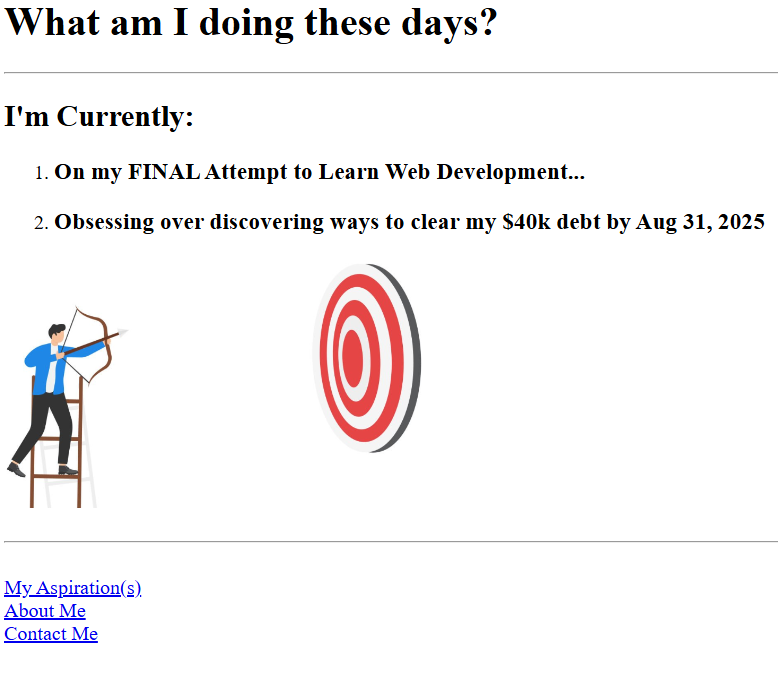 What am I doing these days?
I'm Currently:
1. On my FINAL Attempt to Learn Web Development...
2. Obsessing over discovering ways to clear my $40k debt by Aug 31, 2025
My Aspiration(s)
About Me
Contact Me